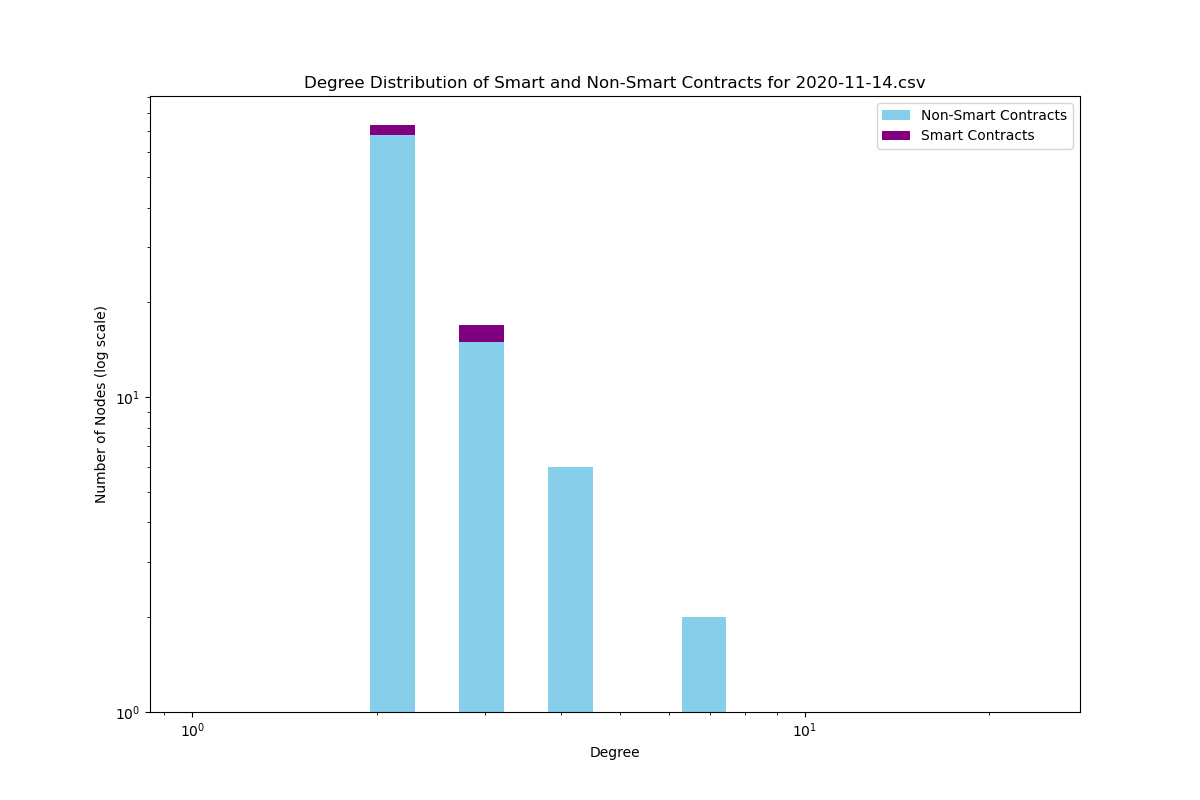 Degree Distribution of Smart and Non-Smart Contracts for 2020-11-14.csv
Non-Smart Contracts
Smart Contracts
Number of Nodes (log scale)
10¹
10⁰
10⁰
10¹
Degree